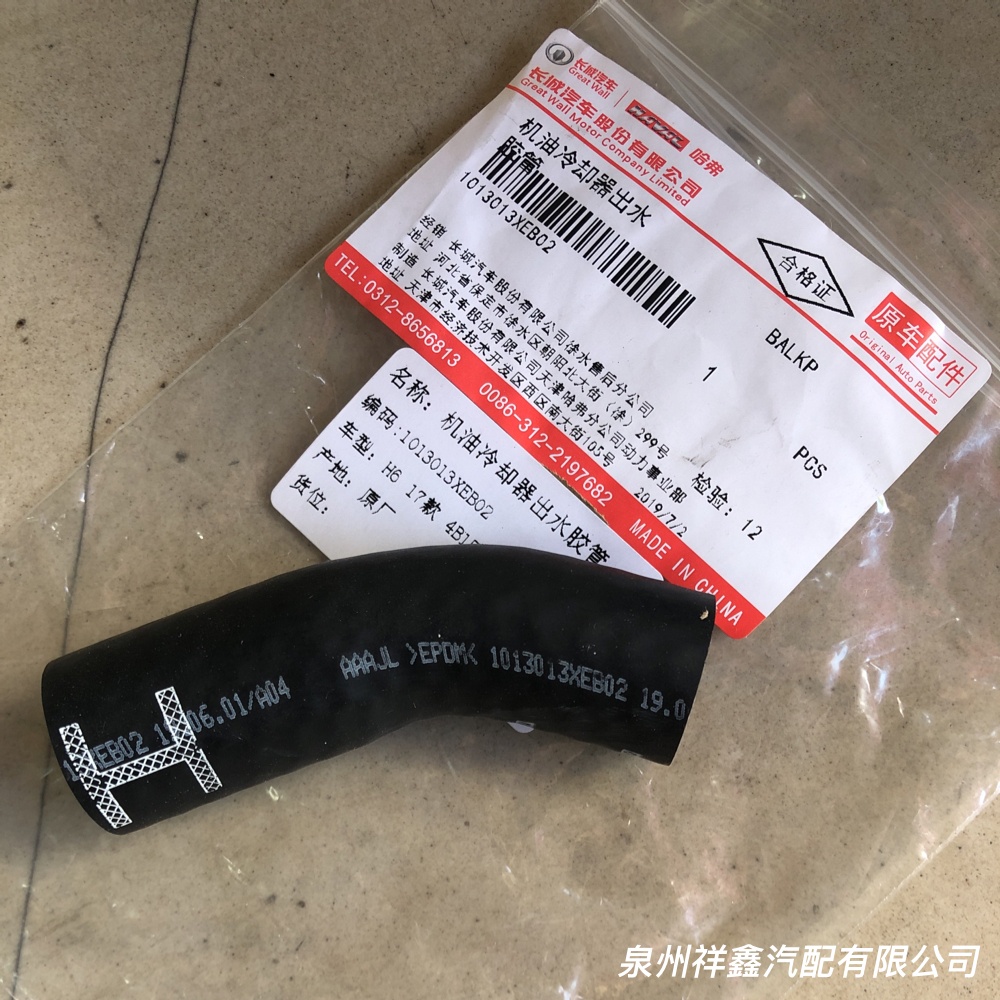 长城汽车
Great Wall
哈弗
长城汽车股份有限公司
Great Wall Motor Company Limited
机油冷却器出水
胶管
1013013XEB02
合格证
原车配件
Original Auto Parts
BALKP
1
PCS
经销 长城汽车股份有限公司徐水售后分公司
地址 河北省保定市徐水区朝阳北大街(徐)299号
制造 长城汽车股份有限公司天津哈弗分公司动力事业部
地址 天津市经济技术开发区西区南大街105号
2019/7/2
检验: 12
TEL:0312-8656813 0086-312-2197682 MADE IN CHINA
名称: 机油冷却器出水胶管
编码:1013013XEB02
车型: H6 17款
产地: 原厂
货位:
AAAJL >EPDM< 1013013XEB02 19.0
XEB02 06.01/A04
泉州祥鑫汽配有限公司